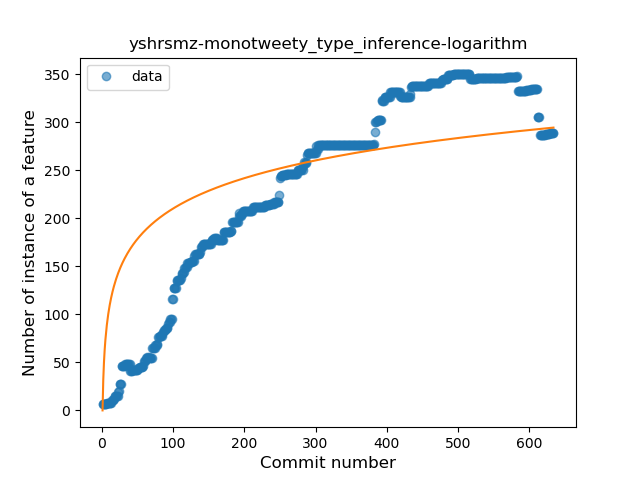 yshrsmz-monotweety_type_inference-logarithm
data
Number of instance of a feature
350
300
250
200
150
100
50
0
0 100 200 300 400 500 600
Commit number